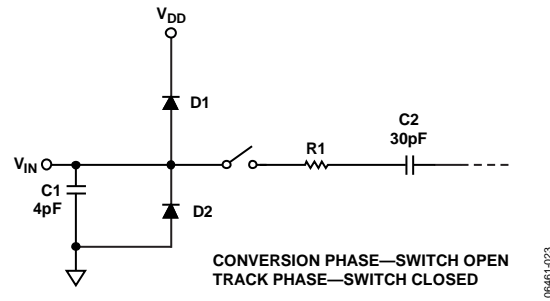 VDD
D1
C2
30pF
R1
VIN
C1
4pF
D2
CONVERSION PHASE—SWITCH OPEN
TRACK PHASE—SWITCH CLOSED
06461-023